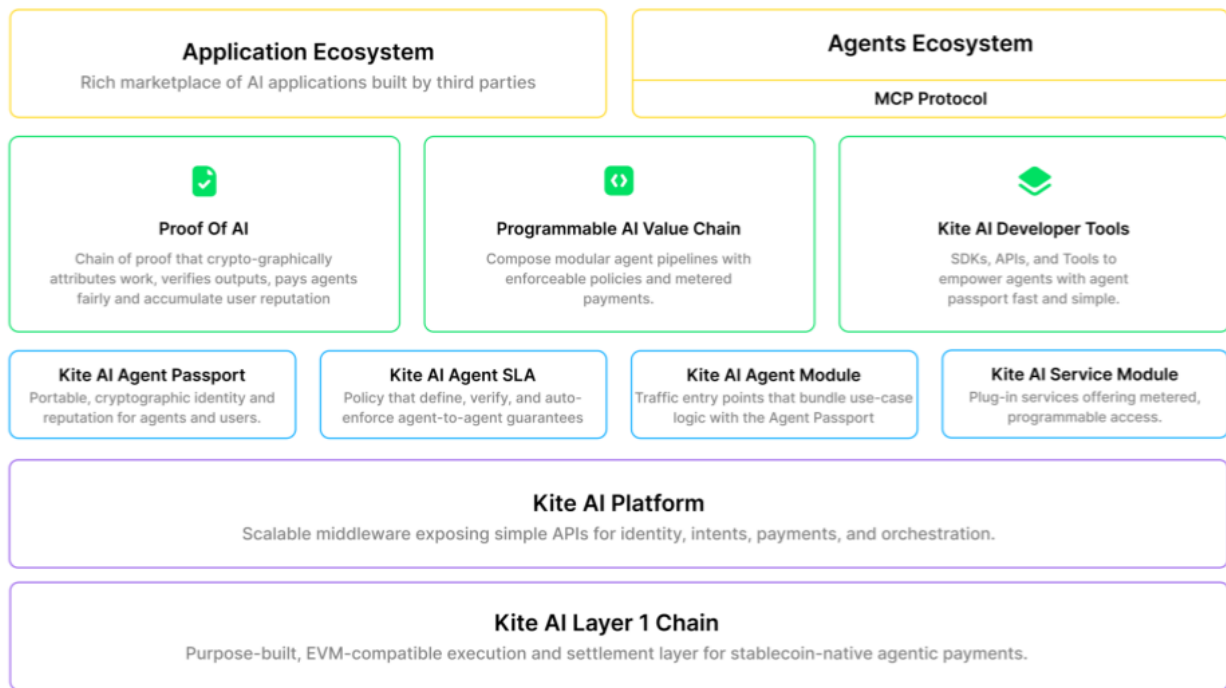 Application Ecosystem
Rich marketplace of AI applications built by third parties
Agents Ecosystem
MCP Protocol
Proof Of AI
Chain of proof that crypto-graphically
attributes work, verifies outputs, pays agents
fairly and accumulate user reputation
Programmable AI Value Chain
Compose modular agent pipelines with
enforceable policies and metered
payments.
Kite AI Developer Tools
SDKs, APIs, and Tools to
empower agents with agent
passport fast and simple.
Kite AI Agent Passport
Portable, cryptographic identity and
reputation for agents and users.
Kite AI Agent SLA
Policy that define, verify, and auto-
enforce agent-to-agent guarantees
Kite AI Agent Module
Traffic entry points that bundle use-case
logic with the Agent Passport
Kite AI Service Module
Plug-in services offering metered,
programmable access.
Kite AI Platform
Scalable middleware exposing simple APIs for identity, intents, payments, and orchestration.
Kite AI Layer 1 Chain
Purpose-built, EVM-compatible execution and settlement layer for stablecoin-native agentic payments.